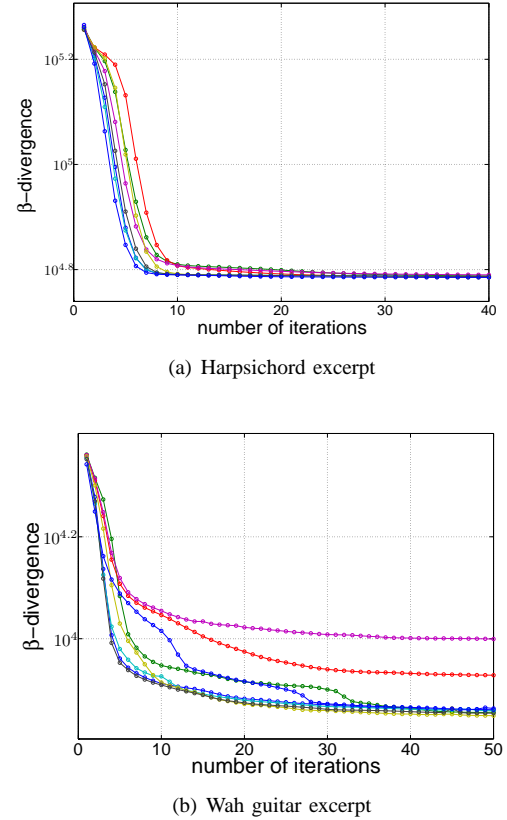 10^5.2
10^5
10^4.8
β−divergence
0 10 20 30 40
number of iterations
(a) Harpsichord excerpt
10^4.2
10^4
β−divergence
0 10 20 30 40 50
number of iterations
(b) Wah guitar excerpt